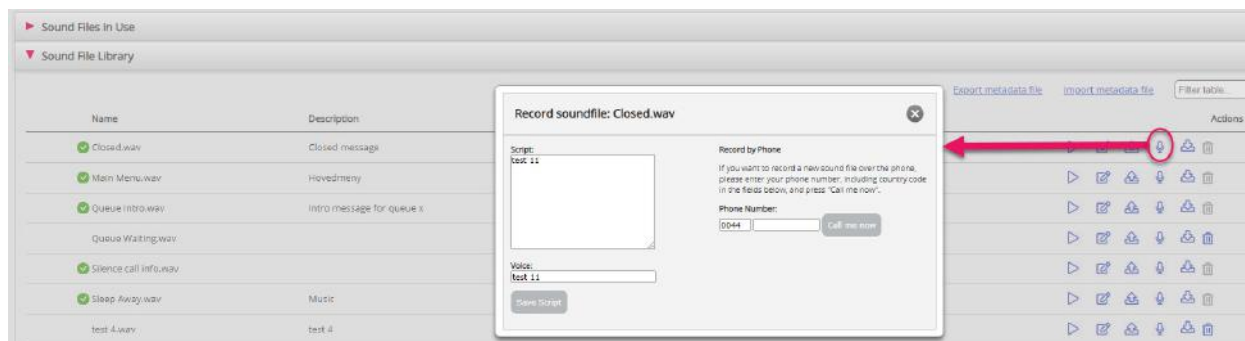 Sound Files In Use
Sound File Library
Export metadata file Import metadata file Filter table...
Name Description Actions
Closed.wav Closed message
Main Menu.wav Hovedmeny
Queue Intro.wav Intro message for queue x
Queue Waiting.wav
Silence call info.wav
Sleep Away.wav Music
test 4.wav test 4
Record soundfile: Closed.wav
Script:
test 11
Voice:
test 11
Save Script
Record by Phone
If you want to record a new sound file over the phone,
please enter your phone number, including country code
in the fields below, and press "Call me now".
Phone Number:
0044 Call me now